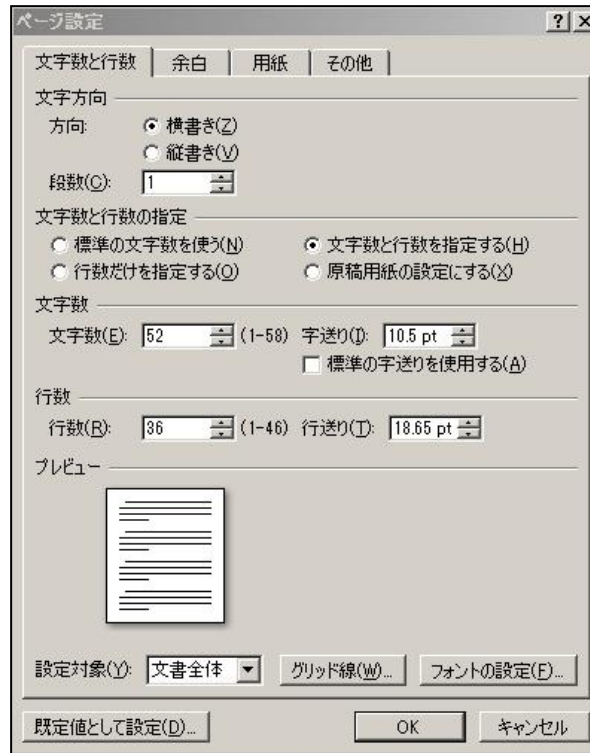 ページ設定
文字数と行数 余白 用紙 その他
文字方向
方向: 横書き(Z)
縦書き(V)
段数(C): 1
文字数と行数の指定
標準の文字数を使う(N) 文字数と行数を指定する(H)
行数だけを指定する(O) 原稿用紙の設定にする(X)
文字数
文字数(E): 52 (1-58) 字送り(I): 10.5 pt
標準の字送りを使用する(A)
行数
行数(R): 36 (1-46) 行送り(T): 18.65 pt
プレビュー
設定対象(Y): 文書全体 グリッド線(W)... フォントの設定(F)...
既定値として設定(D)... OK キャンセル